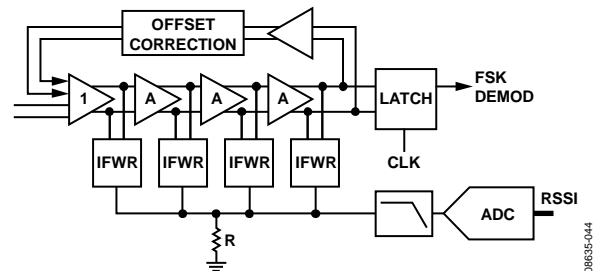 OFFSET
CORRECTION
1
A
A
A
LATCH
FSK
DEMOD
IFWR
IFWR
IFWR
IFWR
CLK
R
ADC
RSSI
08635-044